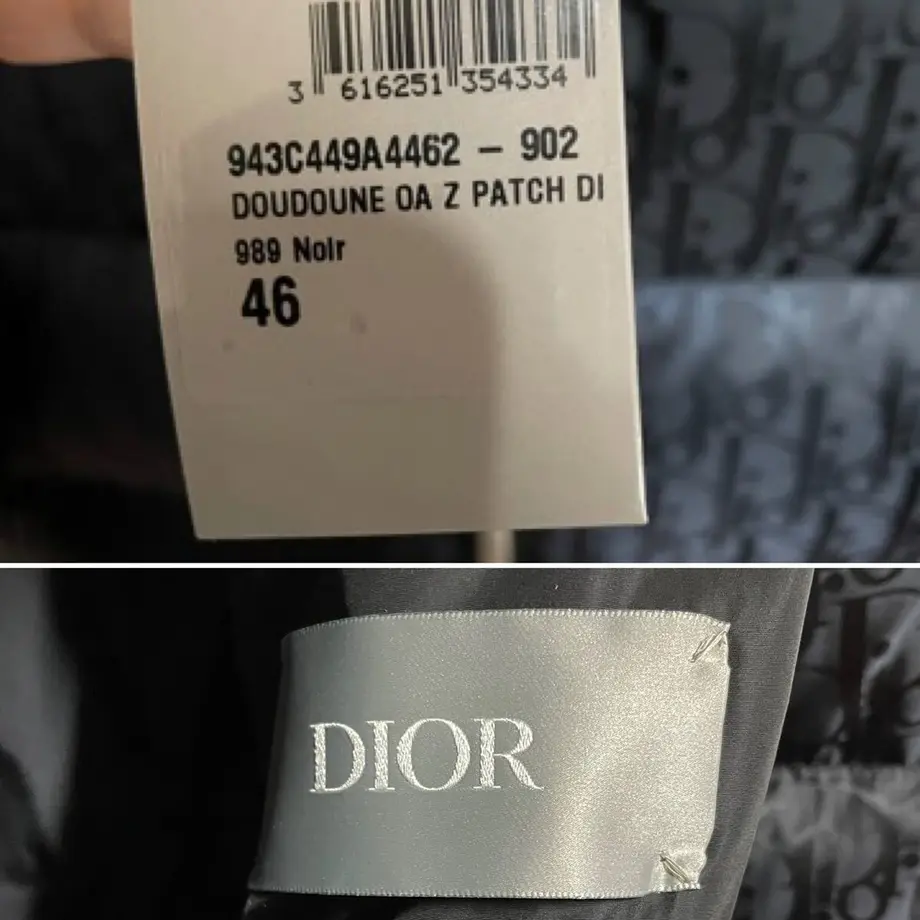 3 616251 354334
943C449A4462 – 902
DOUDOUNE OA Z PATCH DI
989 Noir
46
DIOR